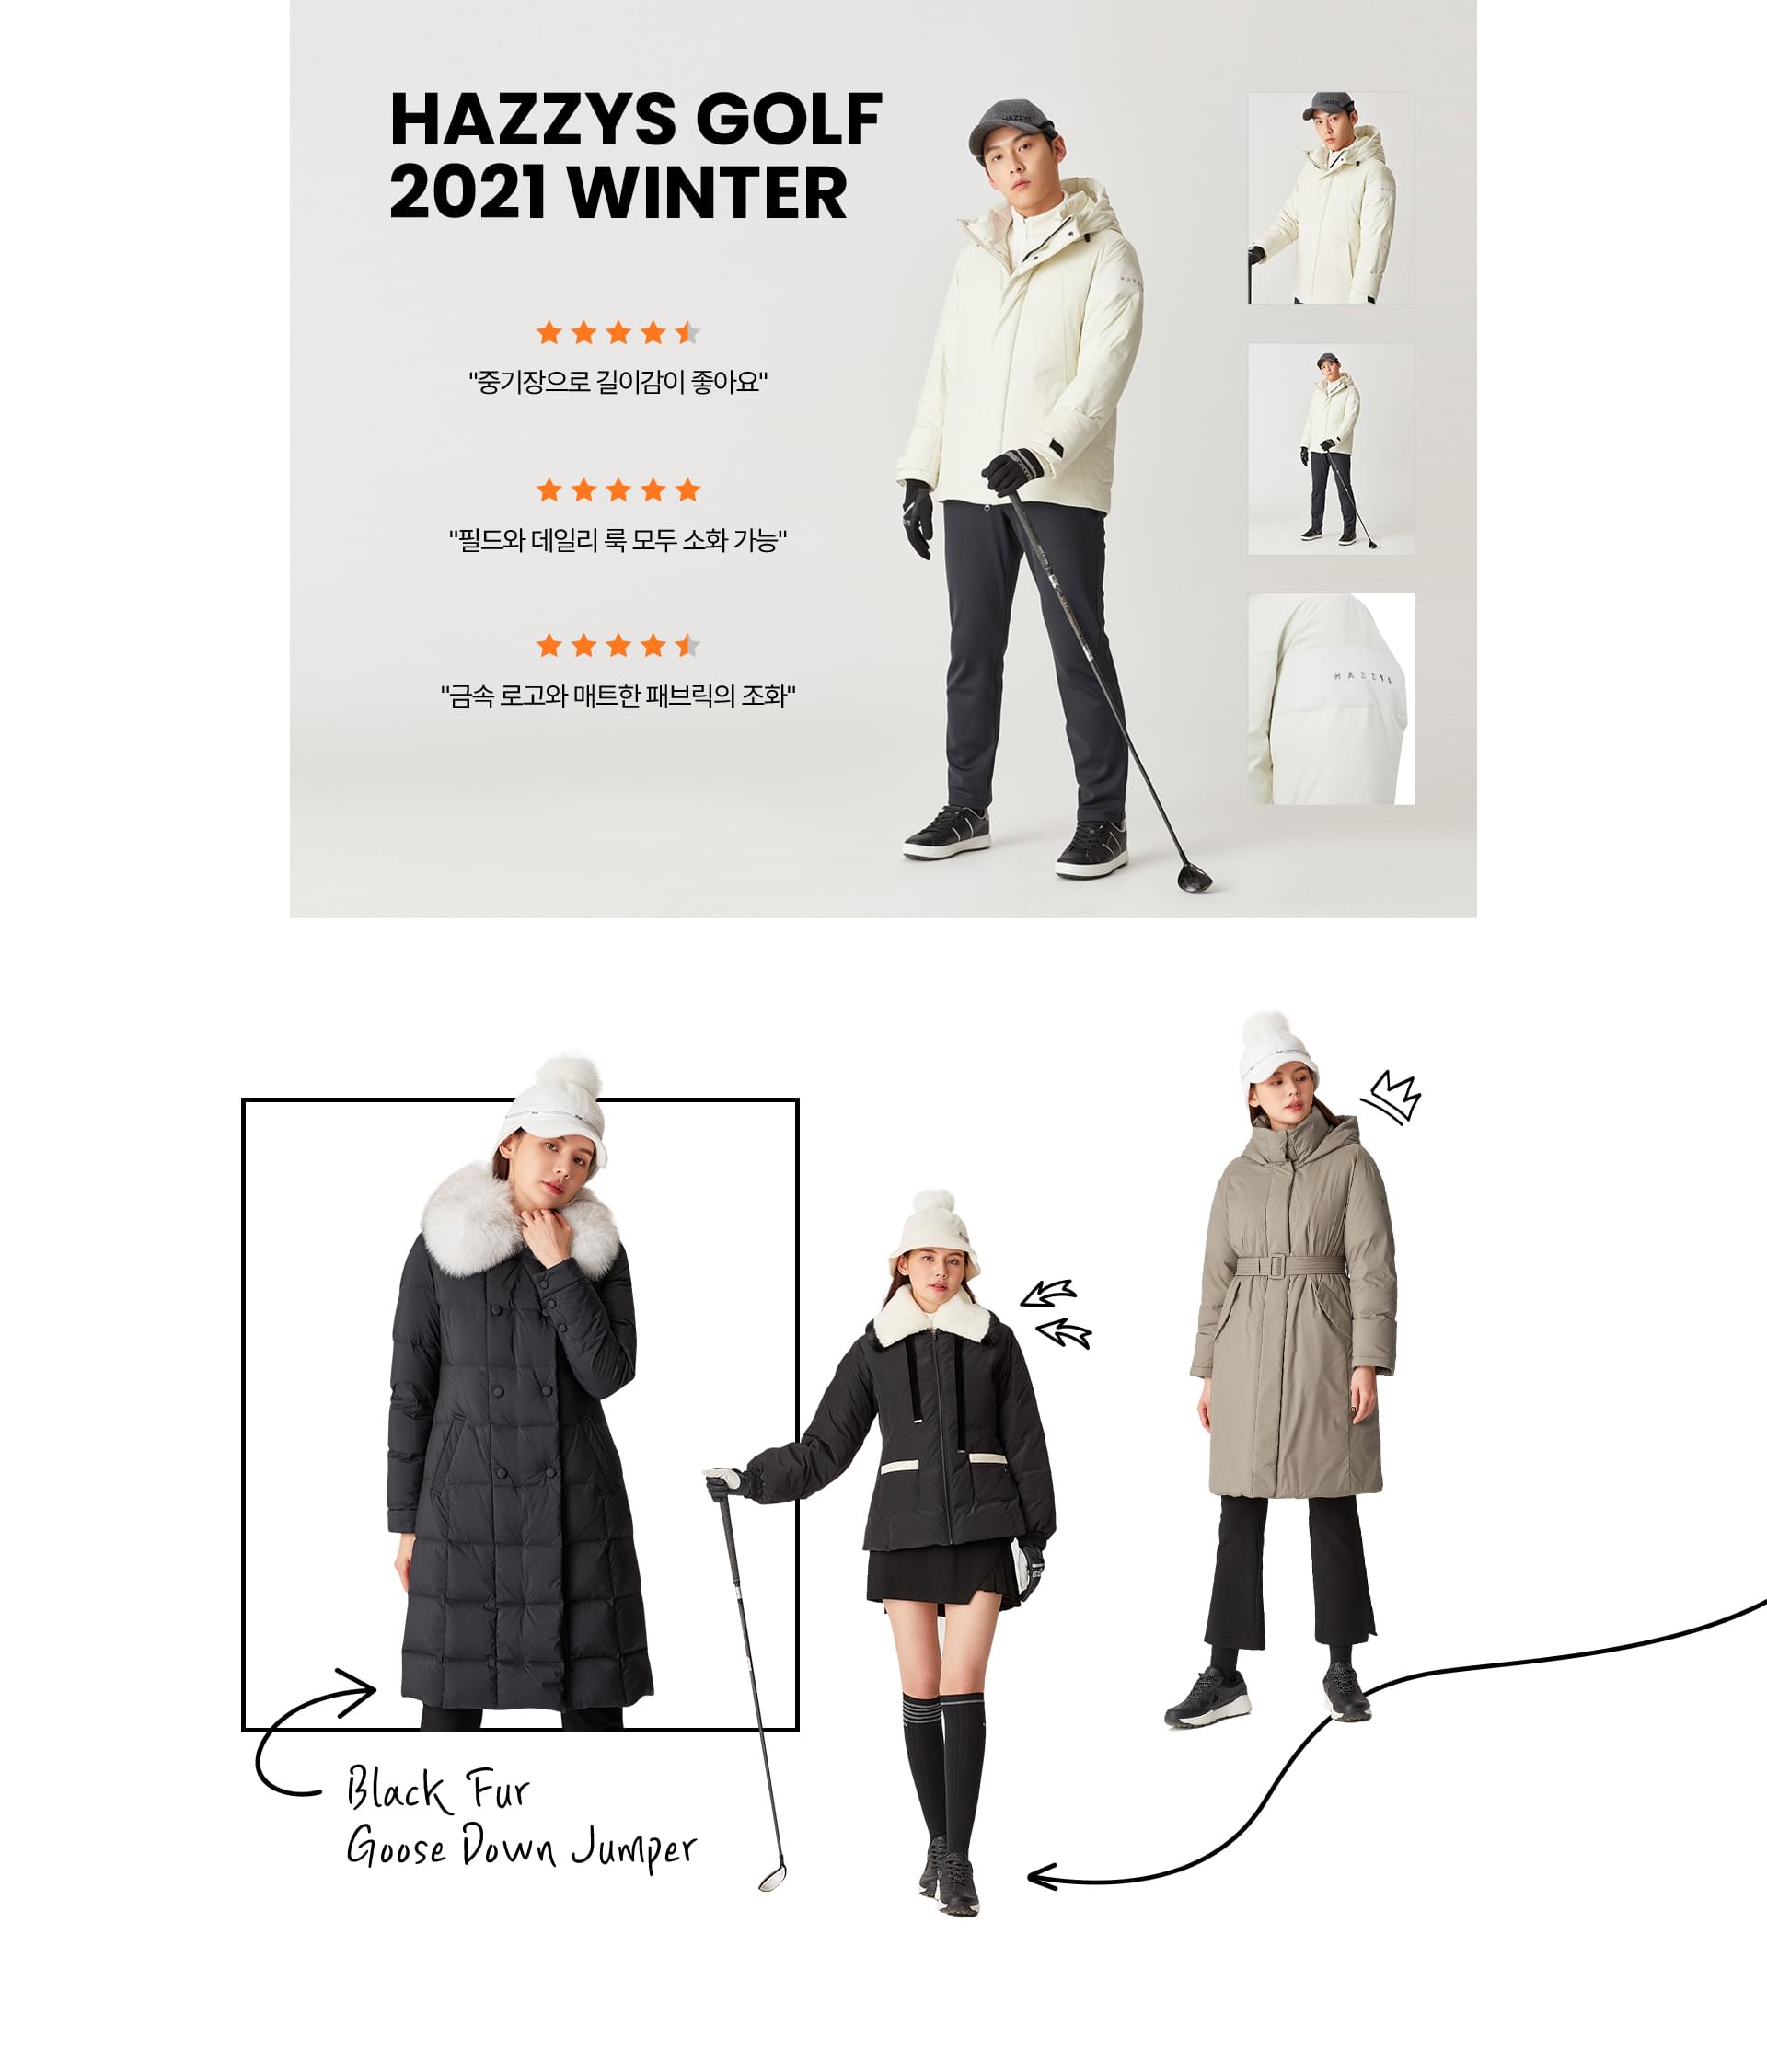 HAZZYS GOLF
2021 WINTER
"중기장으로 길이감이 좋아요"
"필드와 데일리 룩 모두 소화 가능"
"금속 로고와 매트한 패브릭의 조화"
HAZZYS
HAZZYS
Black Fur
Goose Down Jumper